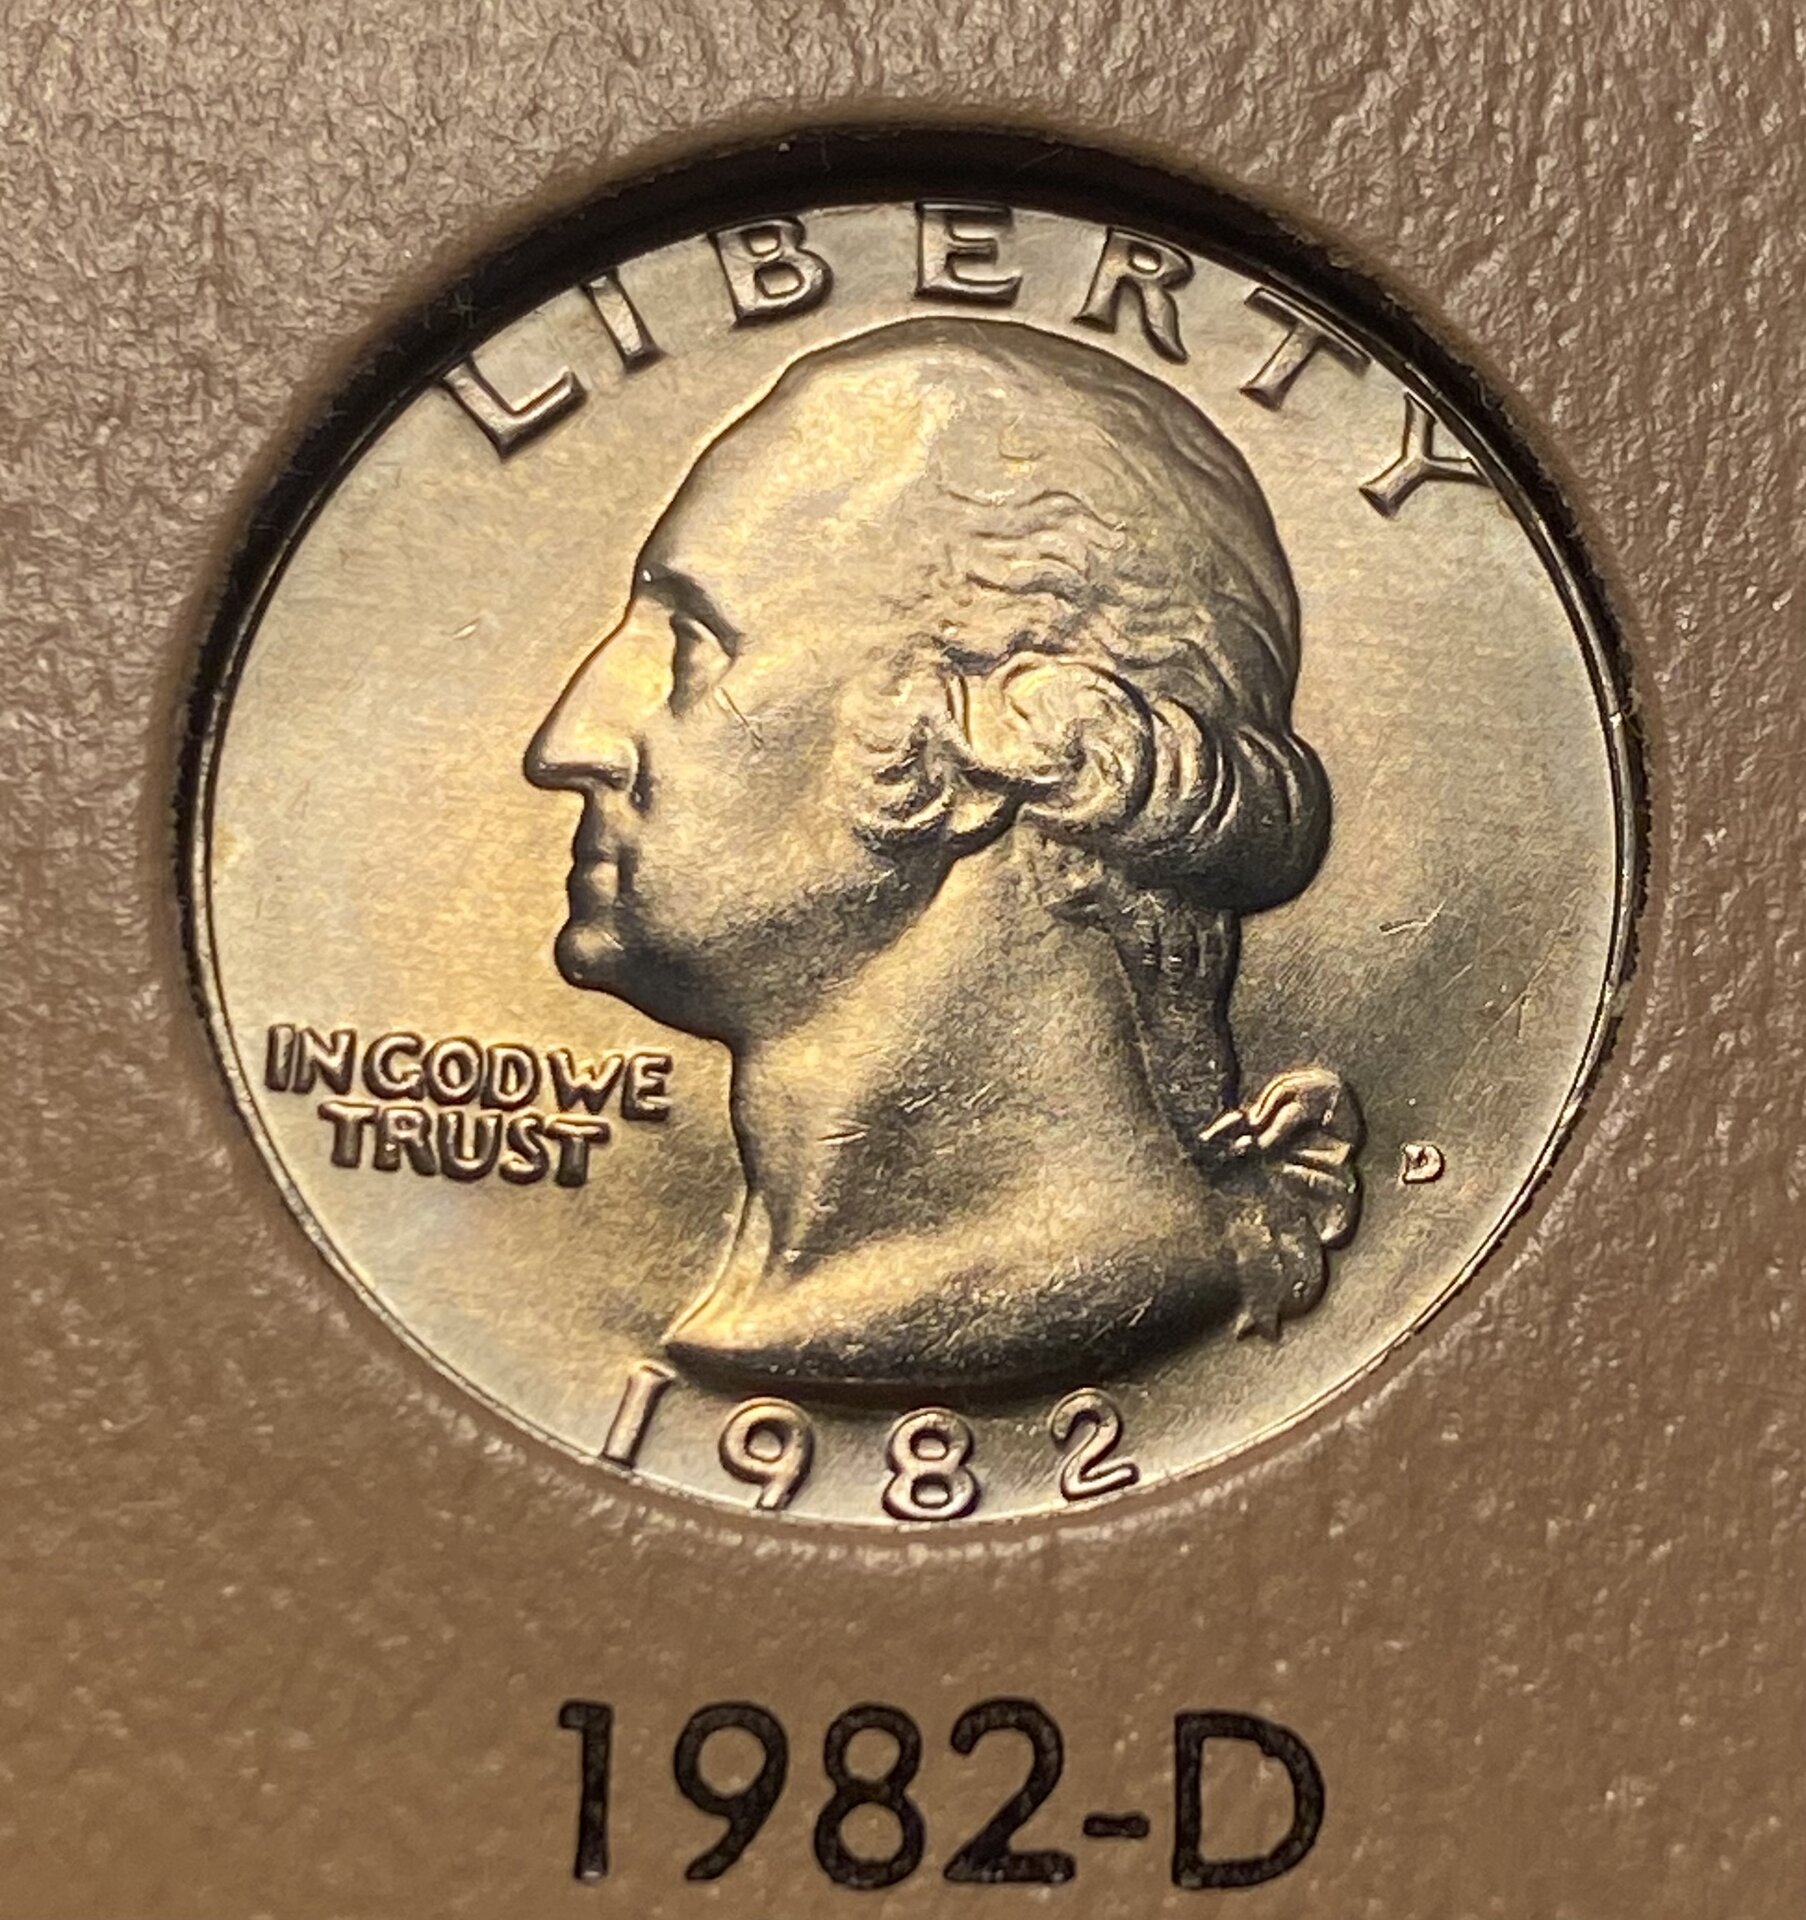 LIBERTY
IN GOD WE
TRUST
D
1982
1982-D